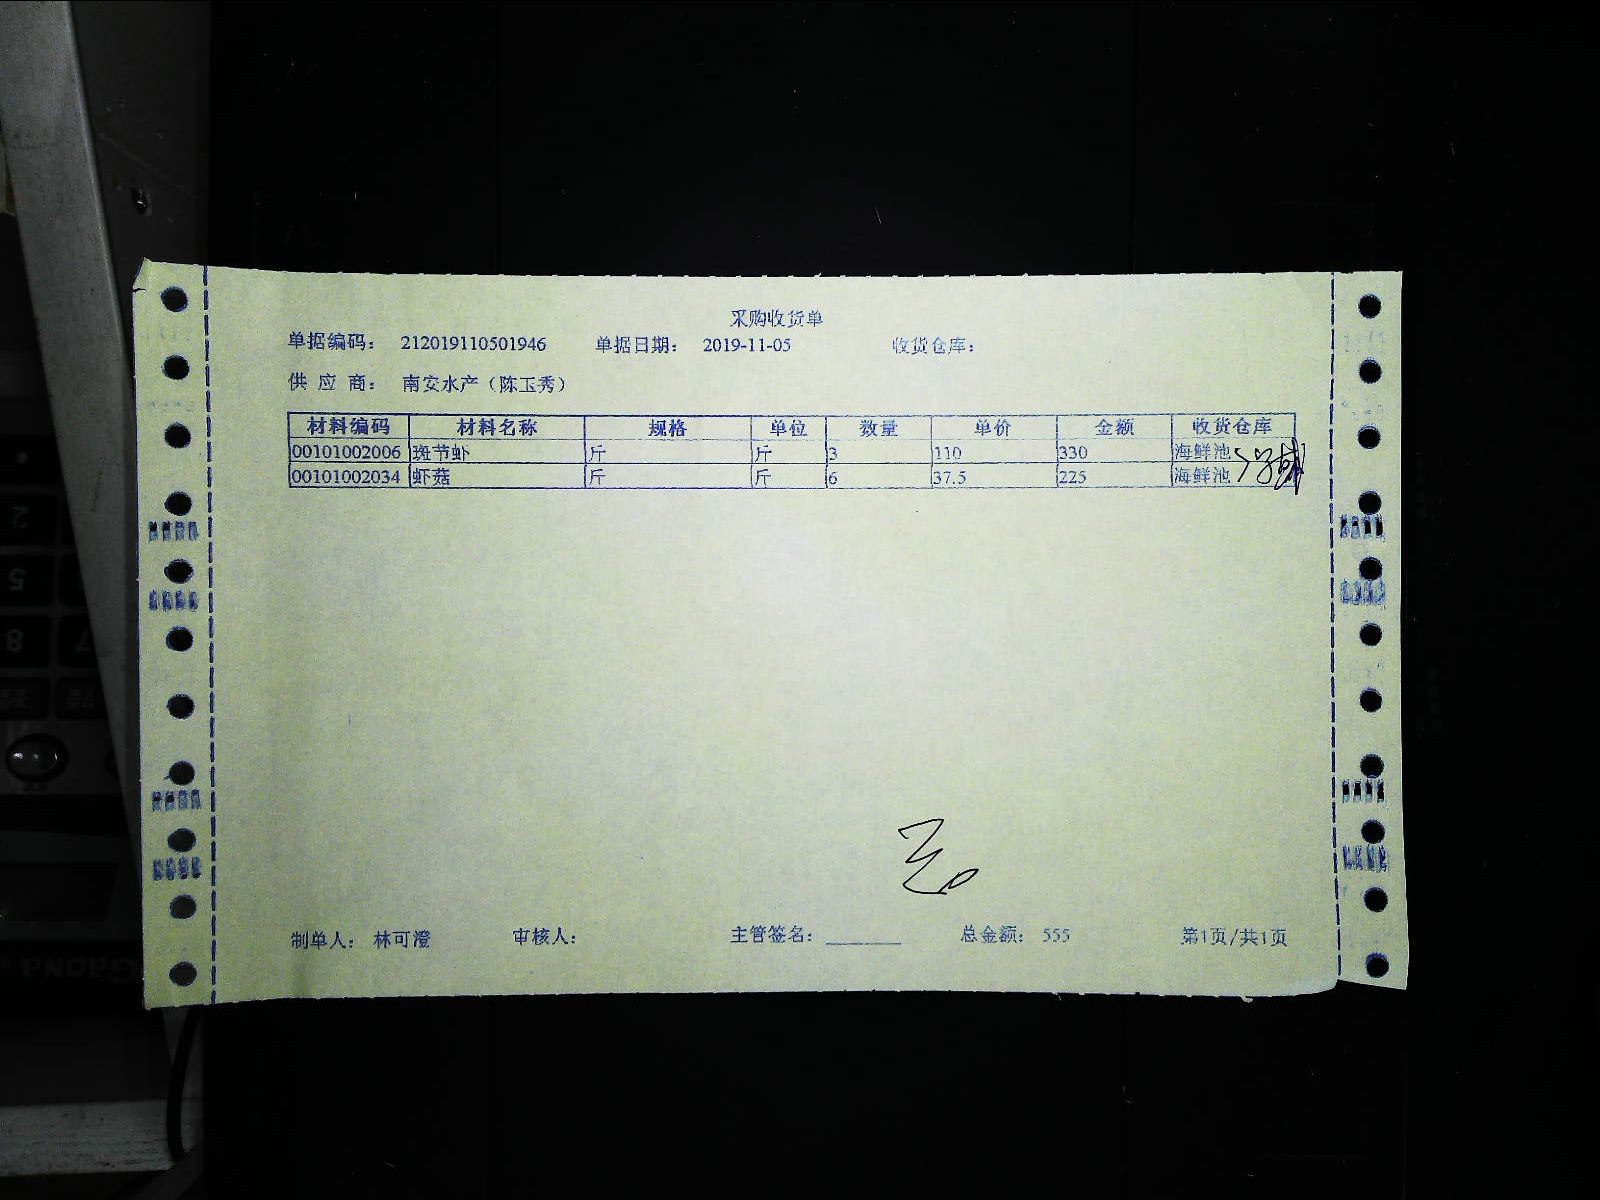 采购收货单
单据编码： 212019110501946 单据日期： 2019-11-05 收货仓库：
供 应 商： 南安水产（陈玉秀）
材料编码 材料名称 规格 单位 数量 单价 金额 收货仓库
00101002006 斑节虾 斤 斤 3 110 330 海鲜池
00101002034 虾菇 斤 斤 6 37.5 225 海鲜池
制单人： 林可澄 审核人： 主管签名：________ 总金额： 555 第1页/共1页